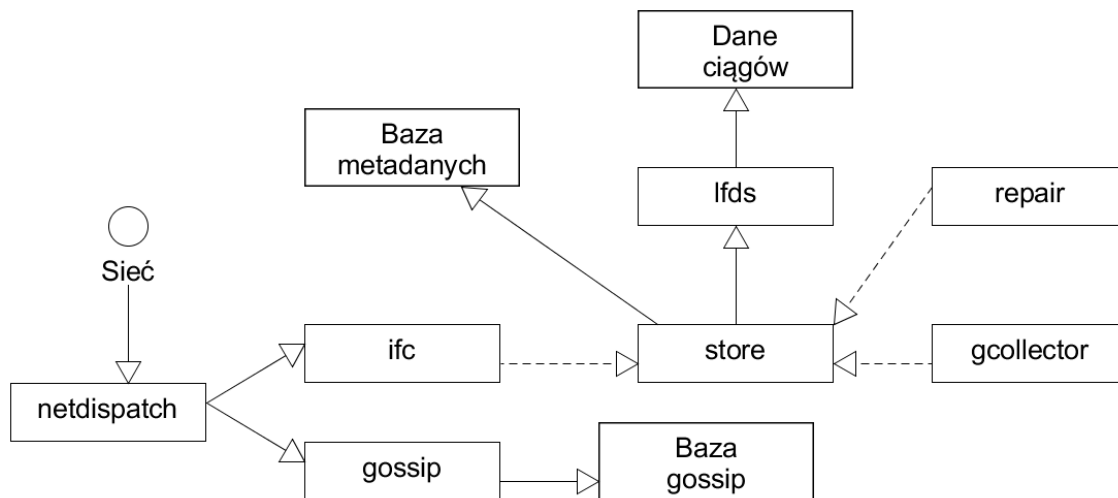 Dane
ciągów
Baza
metadanych
lfds
repair
Sieć
ifc
store
gcollector
netdispatch
gossip
Baza
gossip